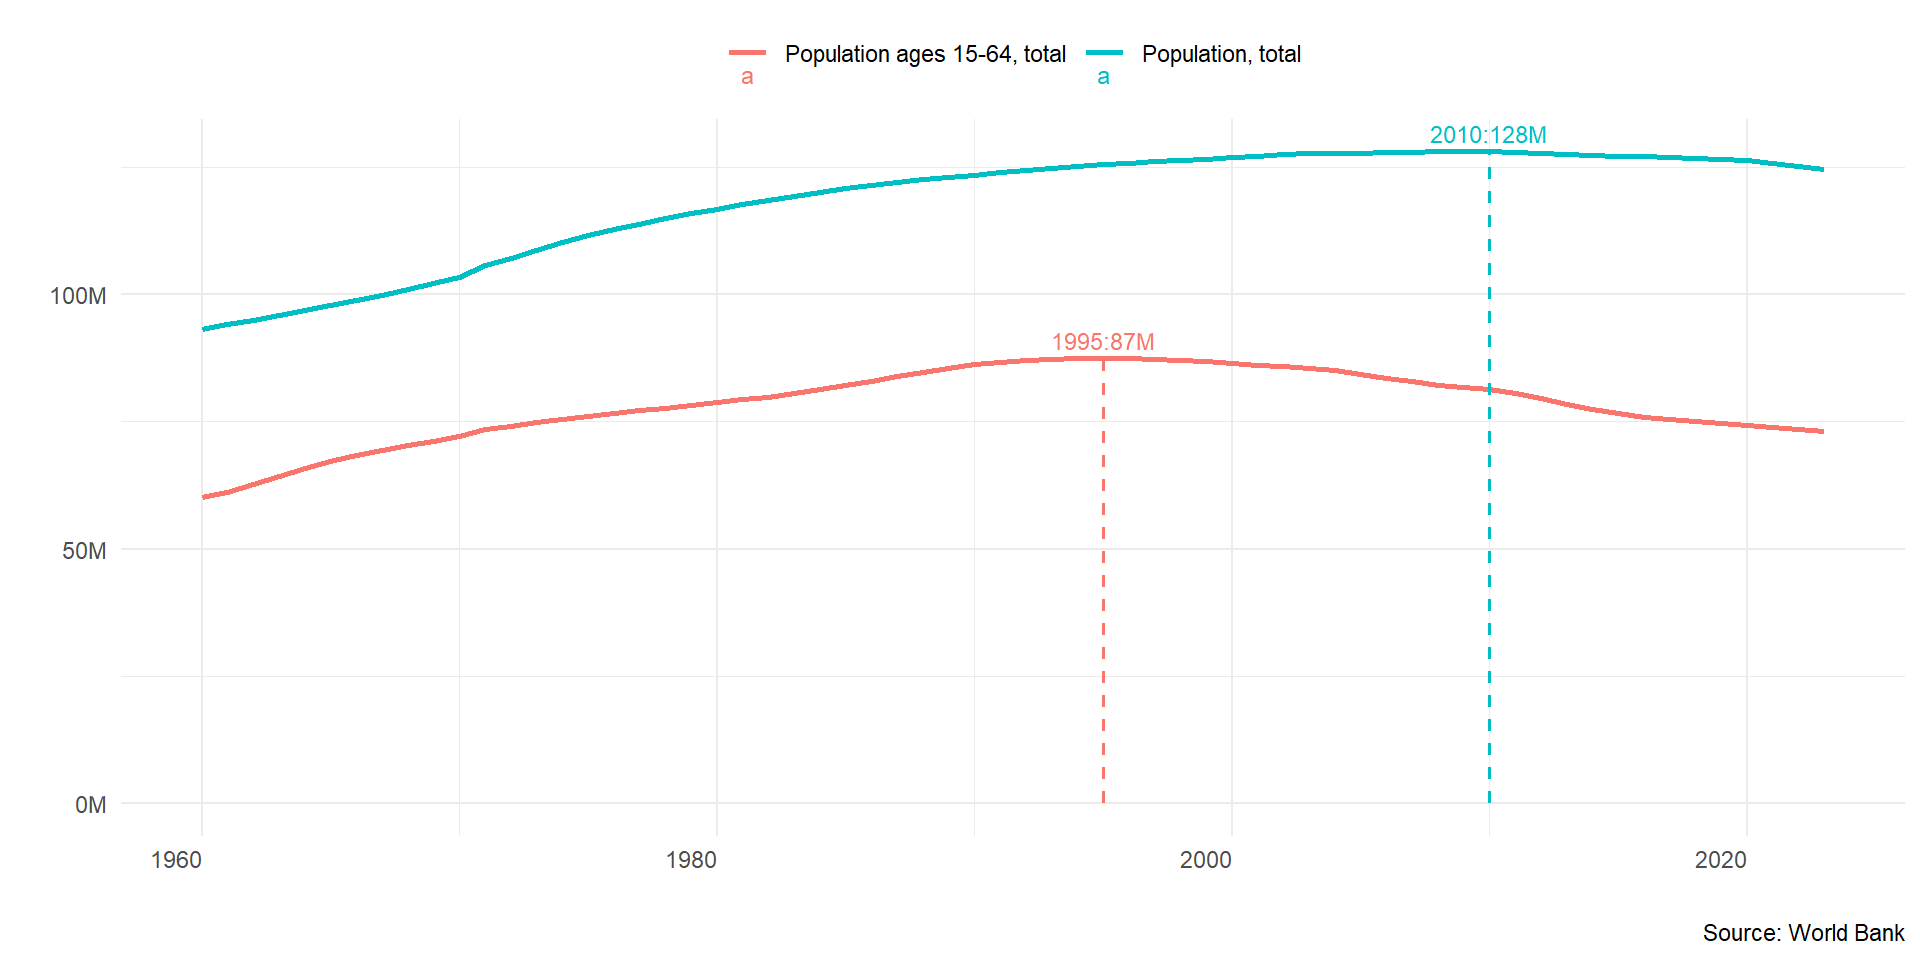 Population ages 15-64, total Population, total
a a
2010:128M
100M
1995:87M
50M
0M
1960 1980 2000 2020
Source: World Bank